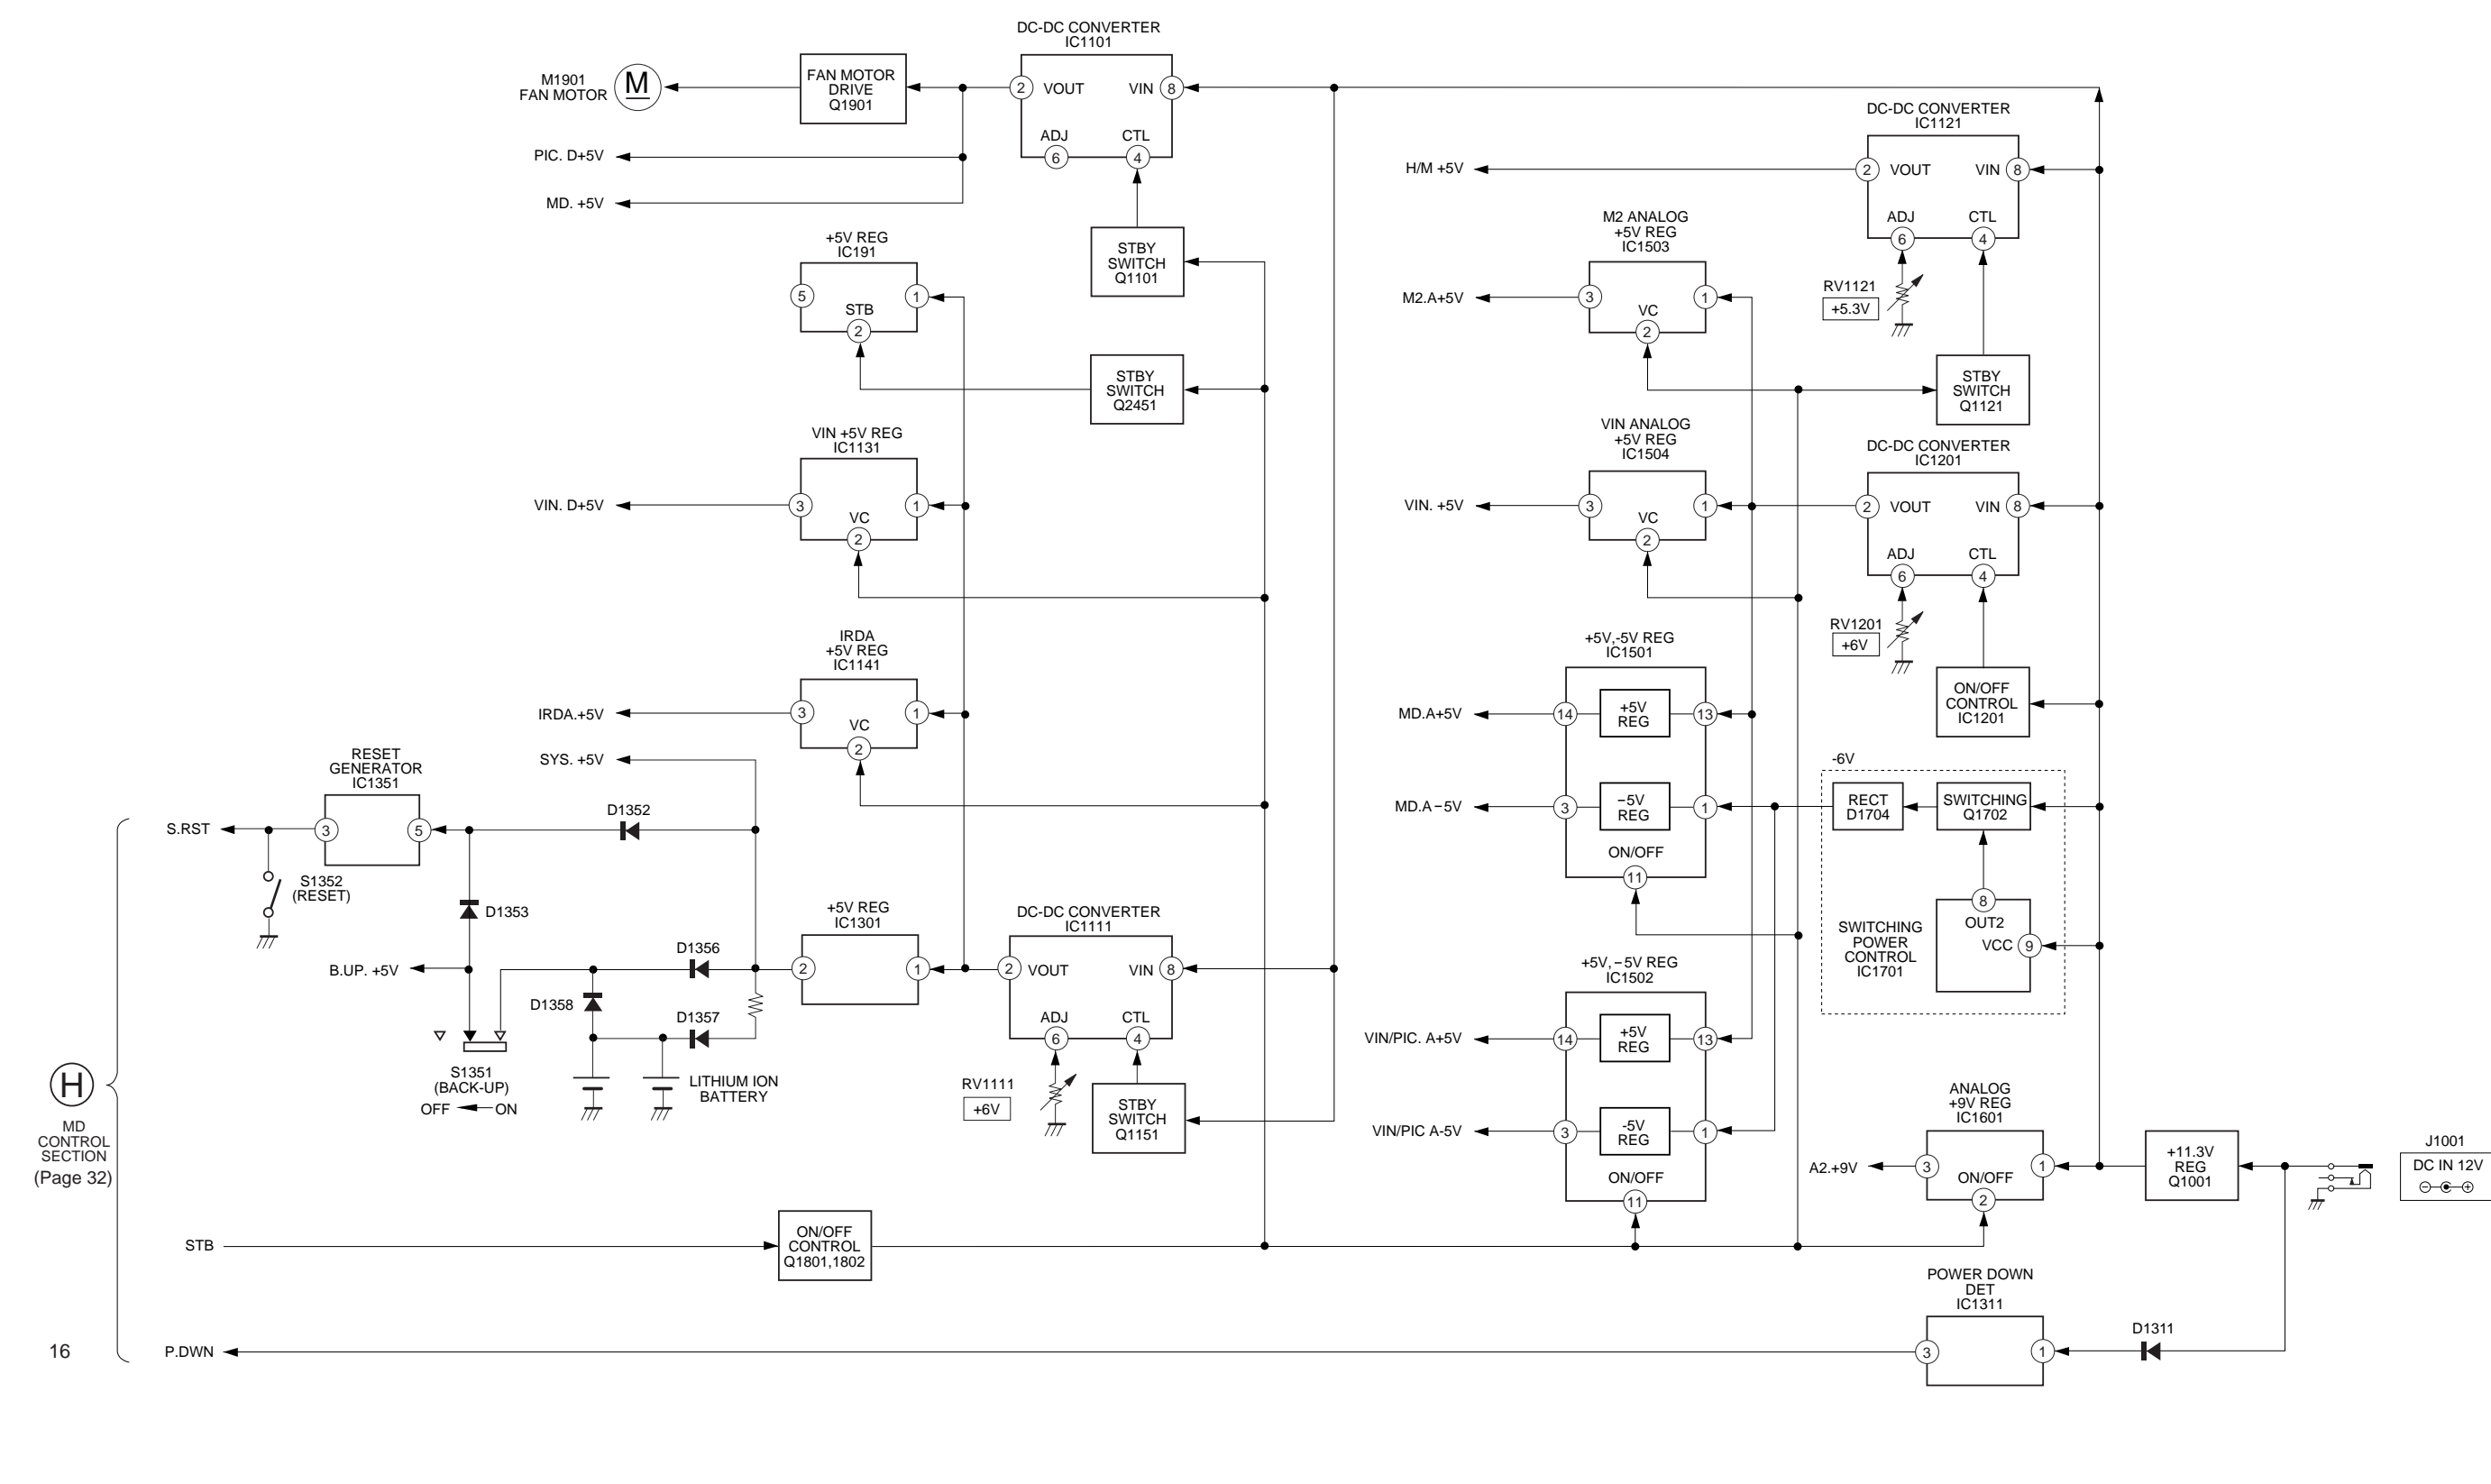 DC-DC CONVERTER
IC1101
M1901
FAN MOTOR
M
FAN MOTOR
DRIVE
Q1901
2
VOUT
VIN
8
ADJ
CTL
6
4
PIC. D+5V
MD. +5V
STBY
SWITCH
Q1101
+5V REG
IC191
5
1
STB
2
STBY
SWITCH
Q2451
VIN +5V REG
IC1131
VIN. D+5V
3
1
VC
2
IRDA
+5V REG
IC1141
IRDA.+5V
3
1
VC
2
SYS. +5V
RESET
GENERATOR
IC1351
S.RST
3
5
D1352
S1352
(RESET)
D1353
B.UP. +5V
D1356
D1358
D1357
+5V REG
IC1301
2
1
DC-DC CONVERTER
IC1111
2
VOUT
VIN
8
ADJ
CTL
6
4
RV1111
+6V
STBY
SWITCH
Q1151
S1351
(BACK-UP)
OFF
ON
LITHIUM ION
BATTERY
H
MD
CONTROL
SECTION
(Page 32)
STB
ON/OFF
CONTROL
Q1801,1802
16
P.DWN
DC-DC CONVERTER
IC1121
H/M +5V
2
VOUT
VIN
8
ADJ
CTL
6
4
RV1121
+5.3V
M2 ANALOG
+5V REG
IC1503
M2.A+5V
3
1
VC
2
STBY
SWITCH
Q1121
VIN ANALOG
+5V REG
IC1504
VIN. +5V
3
1
VC
2
DC-DC CONVERTER
IC1201
2
VOUT
VIN
8
ADJ
CTL
6
4
RV1201
+6V
ON/OFF
CONTROL
IC1201
+5V,-5V REG
IC1501
MD.A+5V
14
+5V
REG
13
MD.A−5V
3
−5V
REG
1
ON/OFF
11
-6V
RECT
D1704
SWITCHING
Q1702
8
OUT2
VCC
9
SWITCHING
POWER
CONTROL
IC1701
+5V,−5V REG
IC1502
VIN/PIC. A+5V
14
+5V
REG
13
VIN/PIC A-5V
3
-5V
REG
1
ON/OFF
11
ANALOG
+9V REG
IC1601
A2.+9V
3
1
ON/OFF
2
+11.3V
REG
Q1001
J1001
DC IN 12V
POWER DOWN
DET
IC1311
3
1
D1311